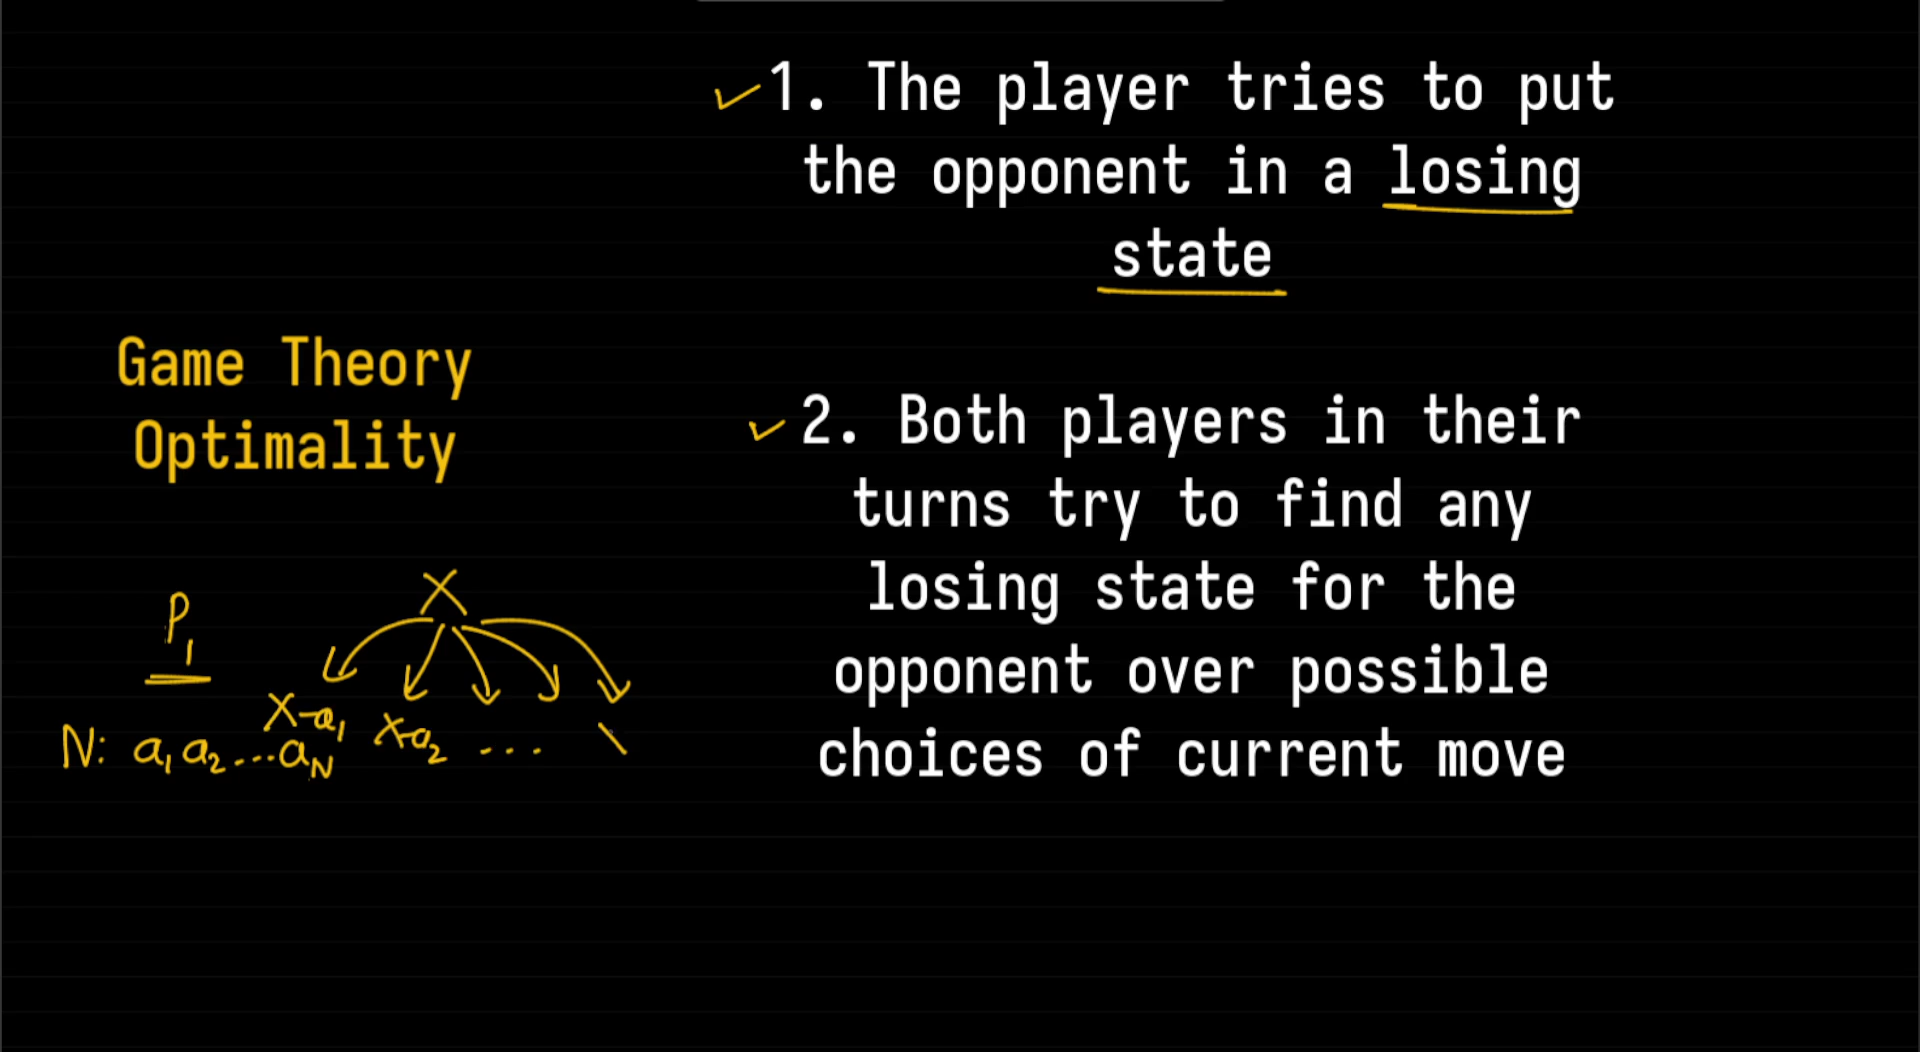 1. The player tries to put
the opponent in a losing
state
Game Theory
Optimality
2. Both players in their
turns try to find any
losing state for the
opponent over possible
choices of current move
P1
X
X-a1 X-a2 ...
N: a1 a2 ... aN